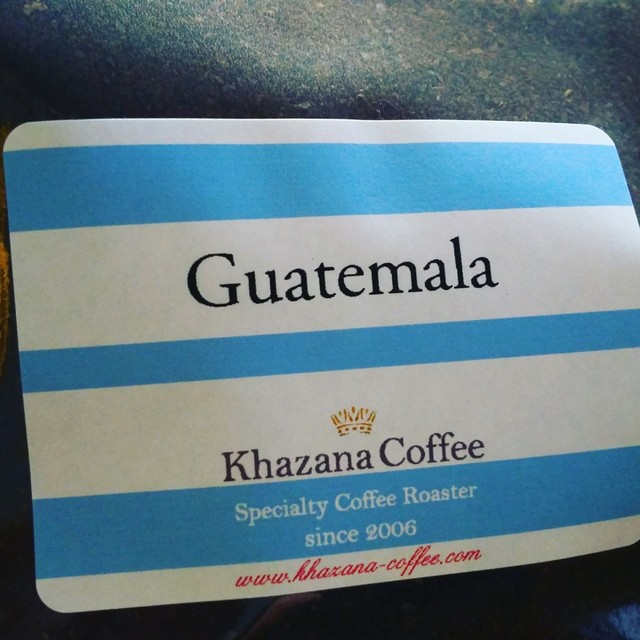 Guatemala
Khazana Coffee
Specialty Coffee Roaster
since 2006
www.khazana-coffee.com